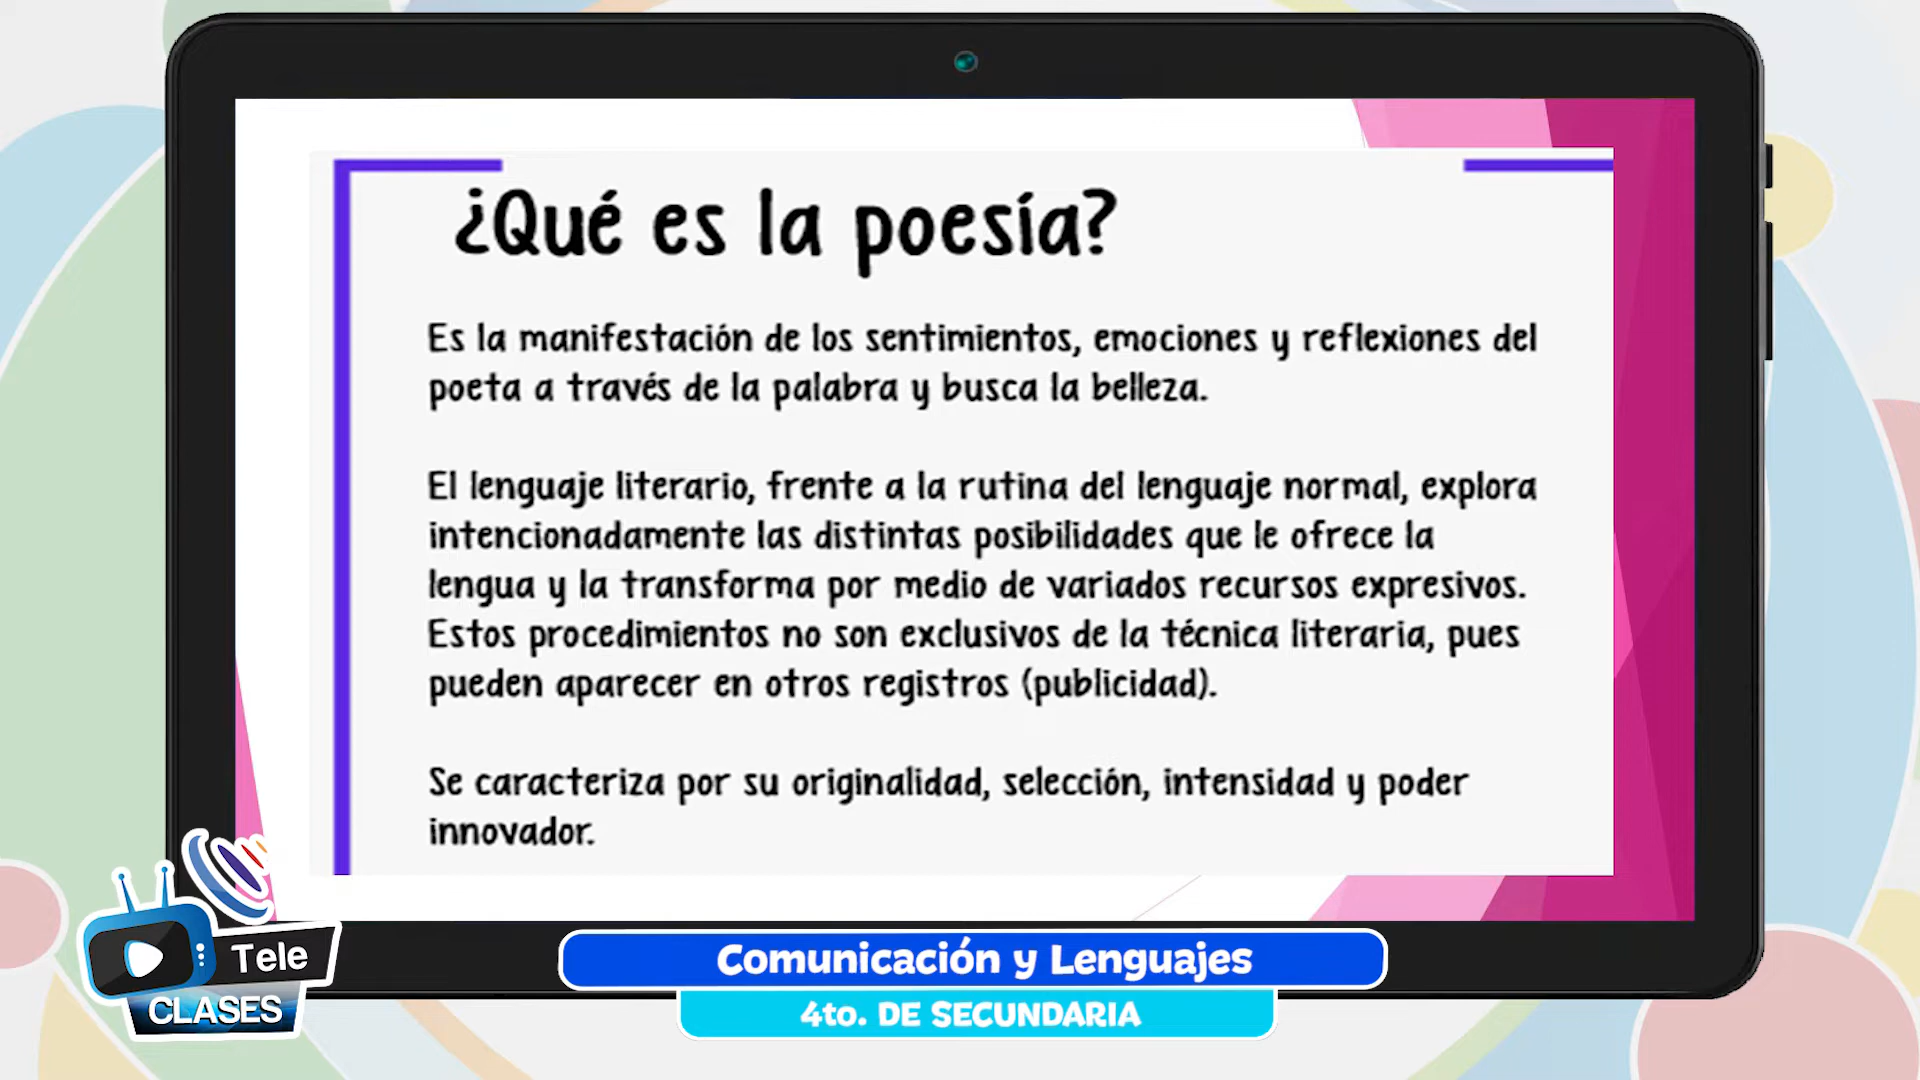 ¿Qué es la poesía?
Es la manifestación de los sentimientos, emociones y reflexiones del
poeta a través de la palabra y busca la belleza.
El lenguaje literario, frente a la rutina del lenguaje normal, explora
intencionadamente las distintas posibilidades que le ofrece la
lengua y la transforma por medio de variados recursos expresivos.
Estos procedimientos no son exclusivos de la técnica literaria, pues
pueden aparecer en otros registros (publicidad).
Se caracteriza por su originalidad, selección, intensidad y poder
innovador.
Tele
CLASES
Comunicación y Lenguajes
4to. DE SECUNDARIA